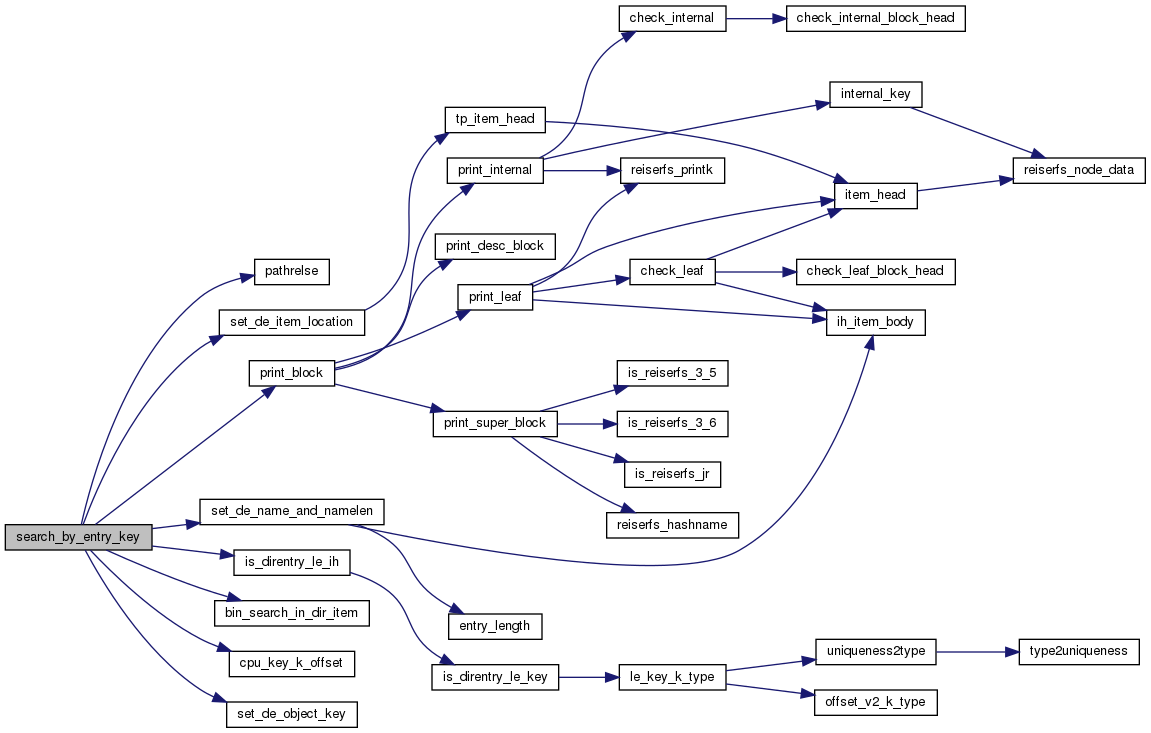 check_internal
check_internal_block_head
internal_key
tp_item_head
print_internal
reiserfs_printk
reiserfs_node_data
item_head
print_desc_block
pathrelse
check_leaf
check_leaf_block_head
print_leaf
set_de_item_location
ih_item_body
print_block
is_reiserfs_3_5
print_super_block
is_reiserfs_3_6
is_reiserfs_jr
set_de_name_and_namelen
reiserfs_hashname
search_by_entry_key
is_direntry_le_ih
bin_search_in_dir_item
entry_length
cpu_key_k_offset
uniqueness2type
type2uniqueness
is_direntry_le_key
le_key_k_type
offset_v2_k_type
set_de_object_key